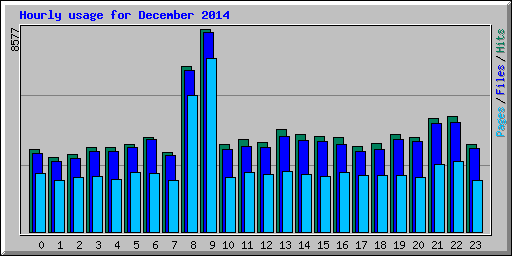 Hourly usage for December 2014
8577
Pages/Files/Hits
0 1 2 3 4 5 6 7 8 9 10 11 12 13 14 15 16 17 18 19 20 21 22 23